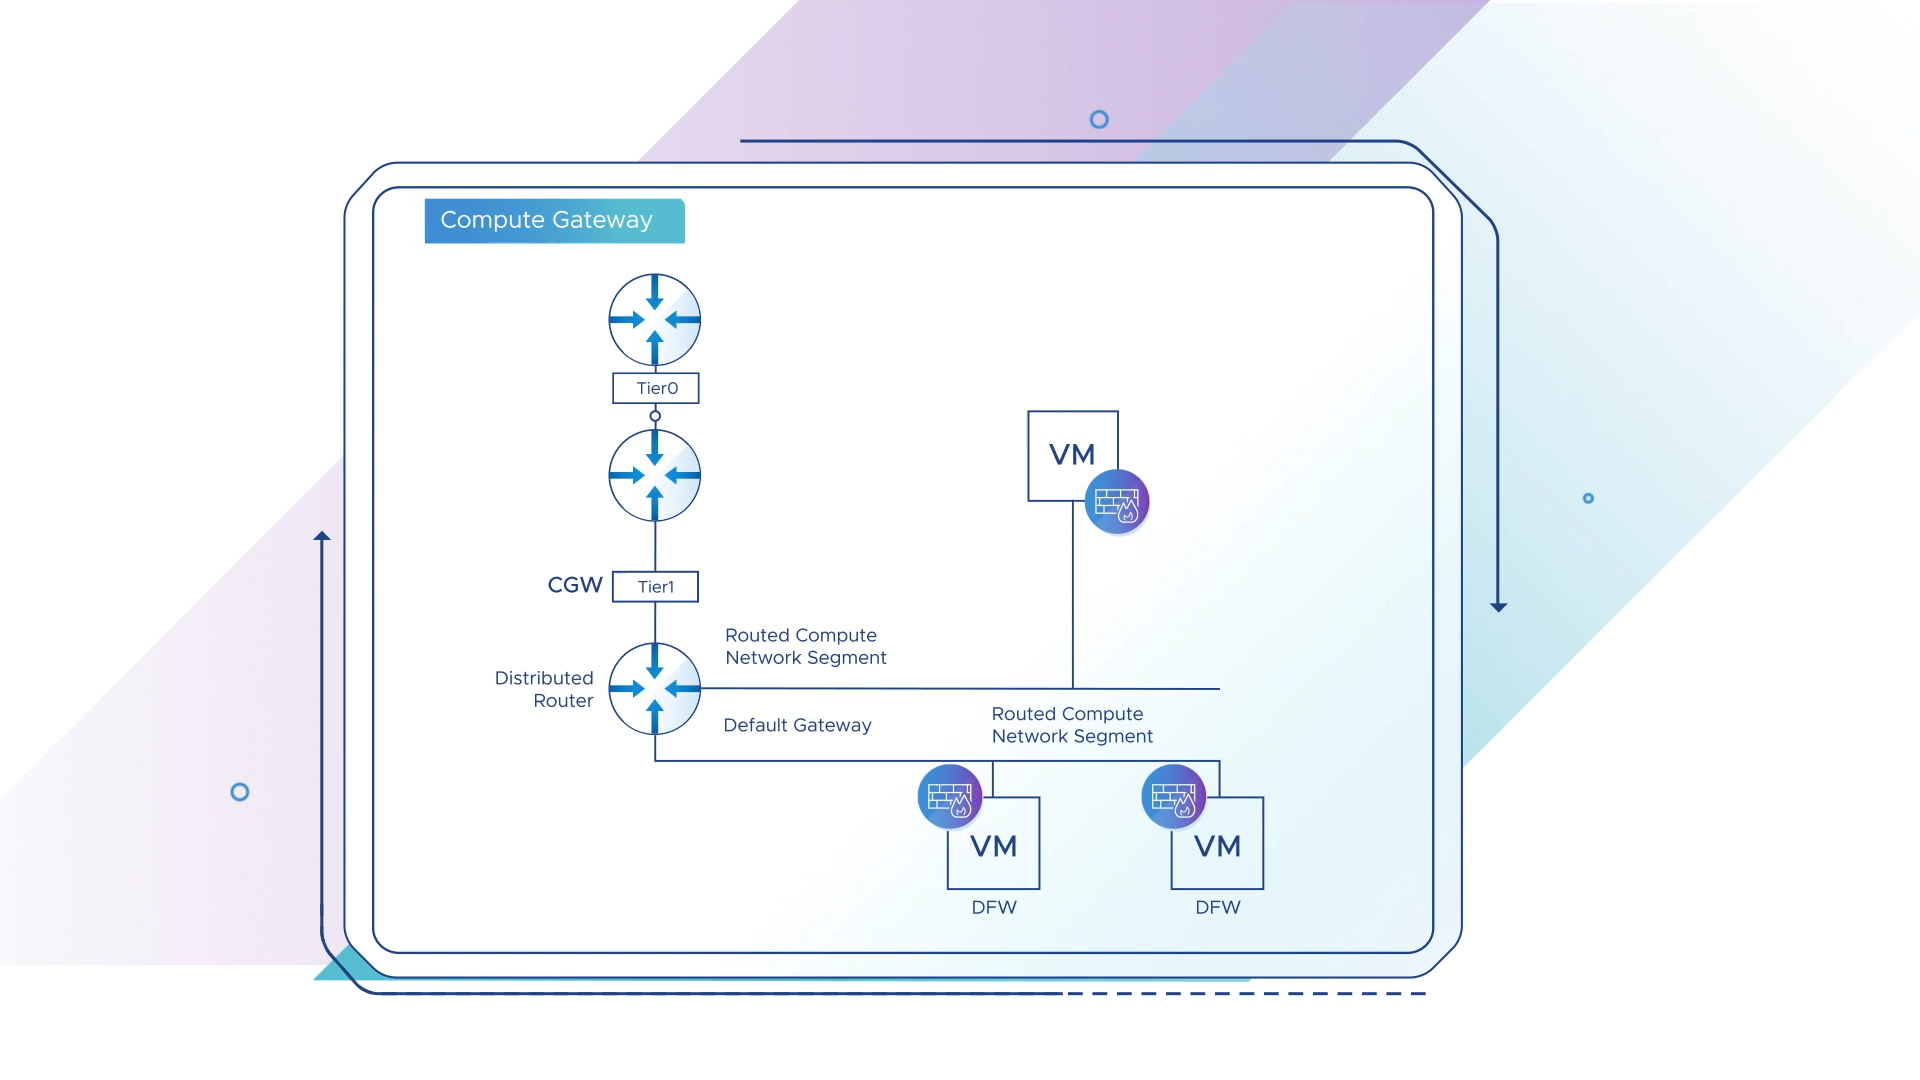 Compute Gateway
Tier0
VM
CGW
Tier1
Routed Compute
Network Segment
Distributed
Router
Default Gateway
Routed Compute
Network Segment
VM
VM
DFW
DFW